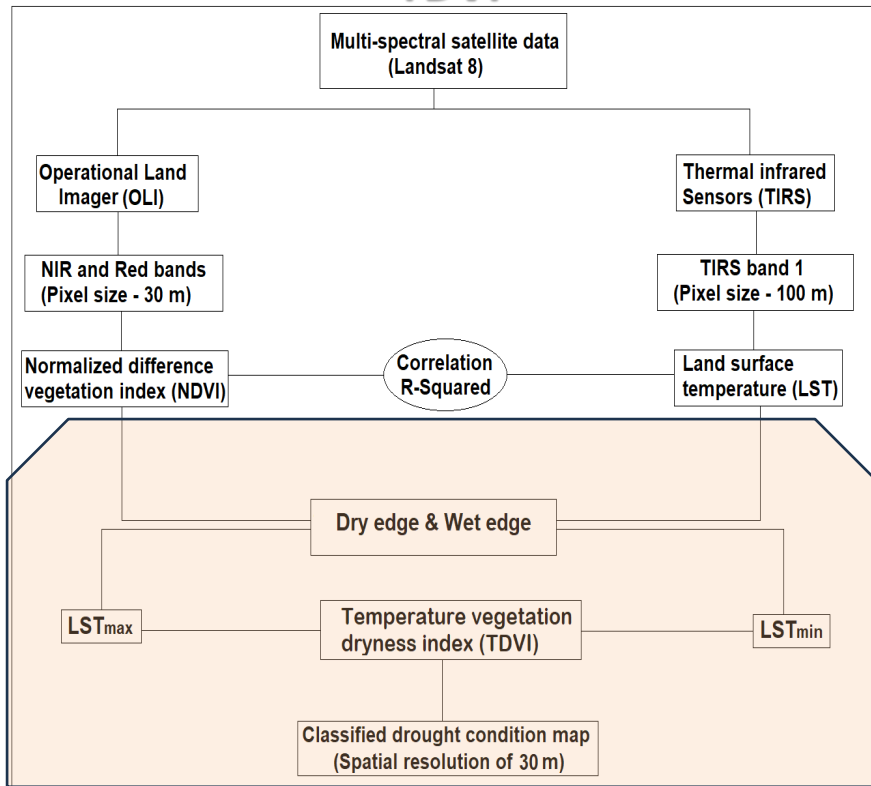 Multi-spectral satellite data
(Landsat 8)
Operational Land
Imager (OLI)
Thermal infrared
Sensors (TIRS)
NIR and Red bands
(Pixel size - 30 m)
TIRS band 1
(Pixel size - 100 m)
Normalized difference
vegetation index (NDVI)
Correlation
R-Squared
Land surface
temperature (LST)
Dry edge & Wet edge
LSTmax
Temperature vegetation
dryness index (TDVI)
LSTmin
Classified drought condition map
(Spatial resolution of 30 m)